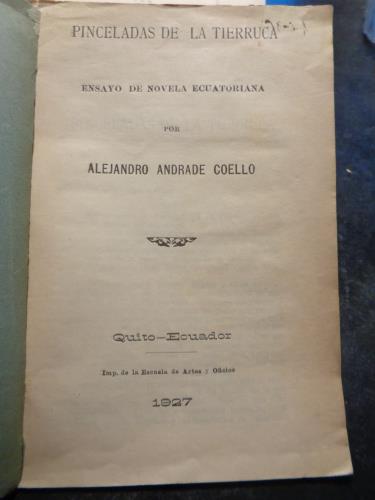 PINCELADAS DE LA TIERRUCA
ENSAYO DE NOVELA ECUATORIANA
POR
ALEJANDRO ANDRADE COELLO
Quito-Ecuador
Imp. de la Escuela de Artes y Oficios
1927